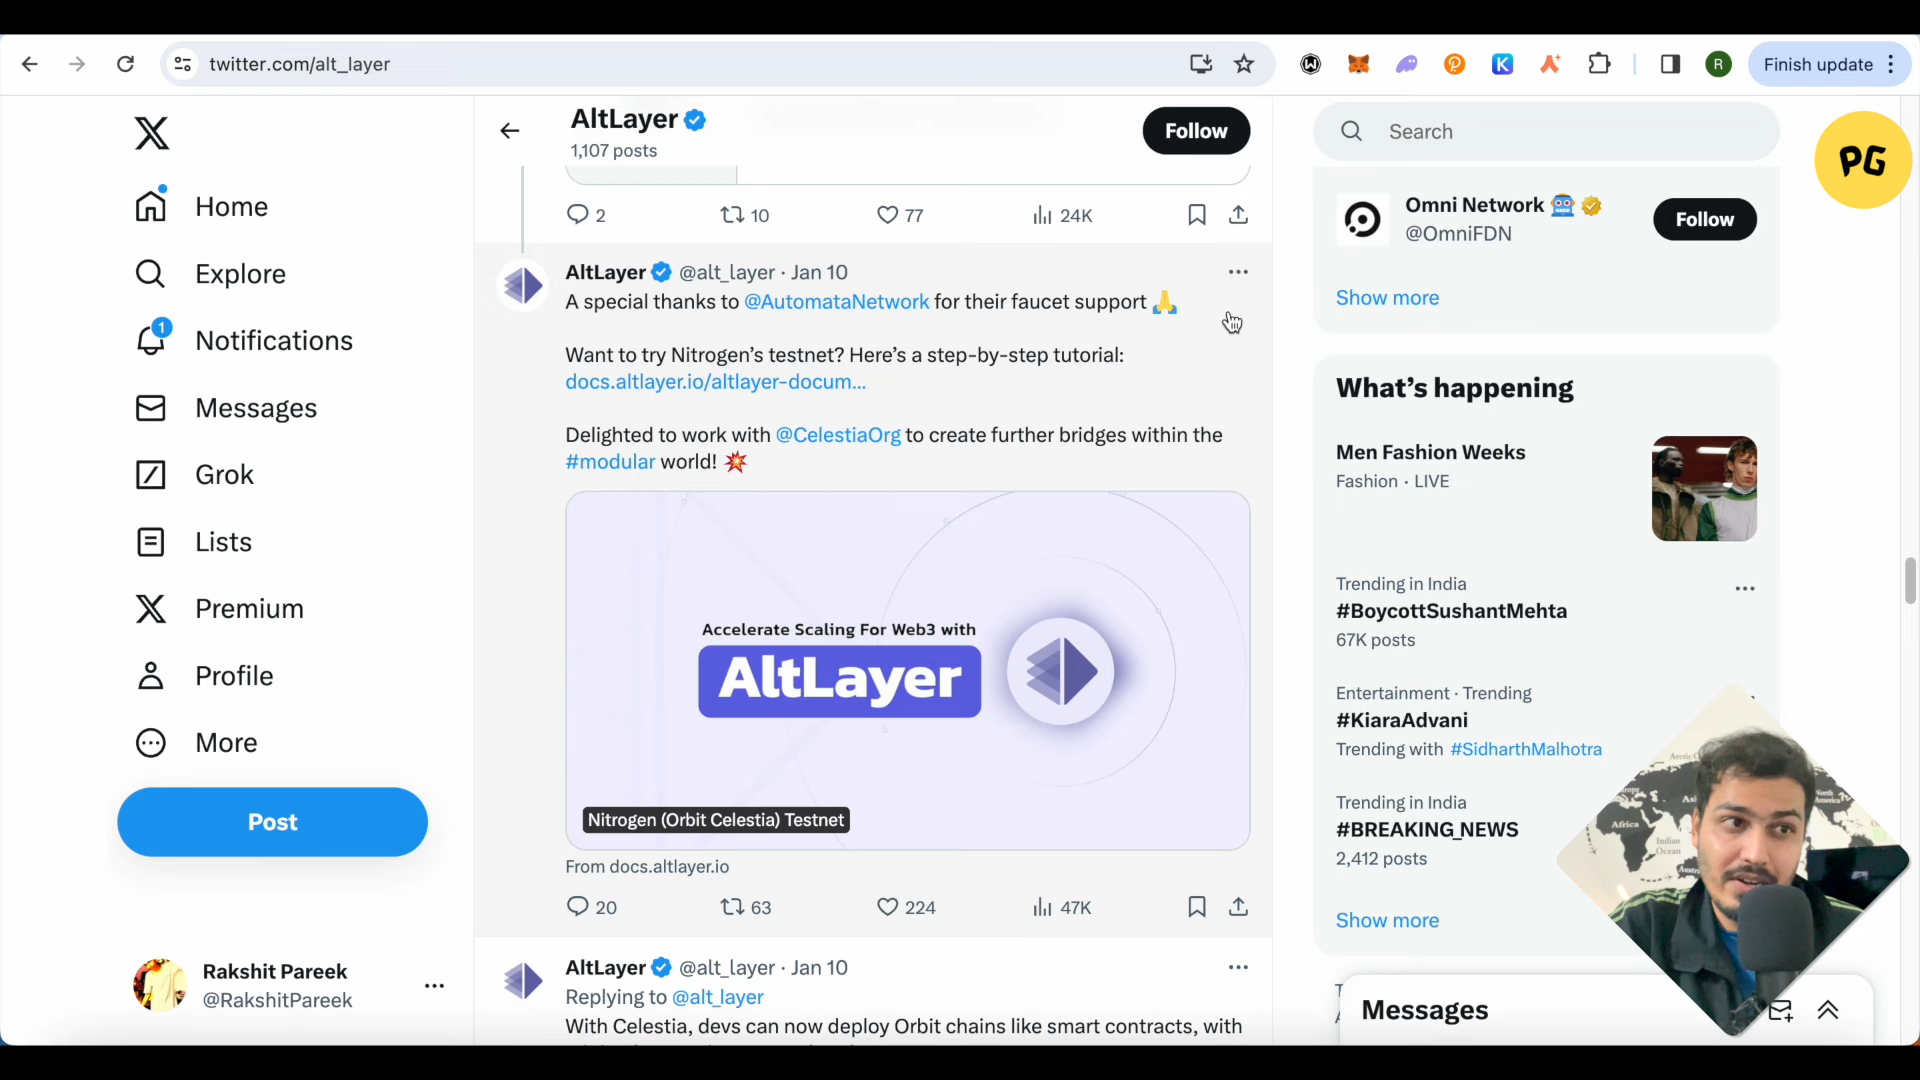 twitter.com/alt_layer
R
Finish update
AltLayer
1,107 posts
Follow
2
10
77
24K
AltLayer @alt_layer · Jan 10
A special thanks to @AutomataNetwork for their faucet support 🙏
Want to try Nitrogen’s testnet? Here’s a step-by-step tutorial:
docs.altlayer.io/altlayer-docum…
Delighted to work with @CelestiaOrg to create further bridges within the
#modular world! 💥
Accelerate Scaling For Web3 with
AltLayer
Nitrogen (Orbit Celestia) Testnet
From docs.altlayer.io
20
63
224
47K
AltLayer @alt_layer · Jan 10
Replying to @alt_layer
With Celestia, devs can now deploy Orbit chains like smart contracts, with
Home
Explore
1
Notifications
Messages
Grok
Lists
Premium
Profile
More
Post
Rakshit Pareek
@RakshitPareek
Search
PG
Omni Network 🤖
@OmniFDN
Follow
Show more
What’s happening
Men Fashion Weeks
Fashion · LIVE
Trending in India
#BoycottSushantMehta
67K posts
Entertainment · Trending
#KiaraAdvani
Trending with #SidharthMalhotra
Trending in India
#BREAKING_NEWS
2,412 posts
Show more
Messages
Africa
Indian
Ocean
North
America